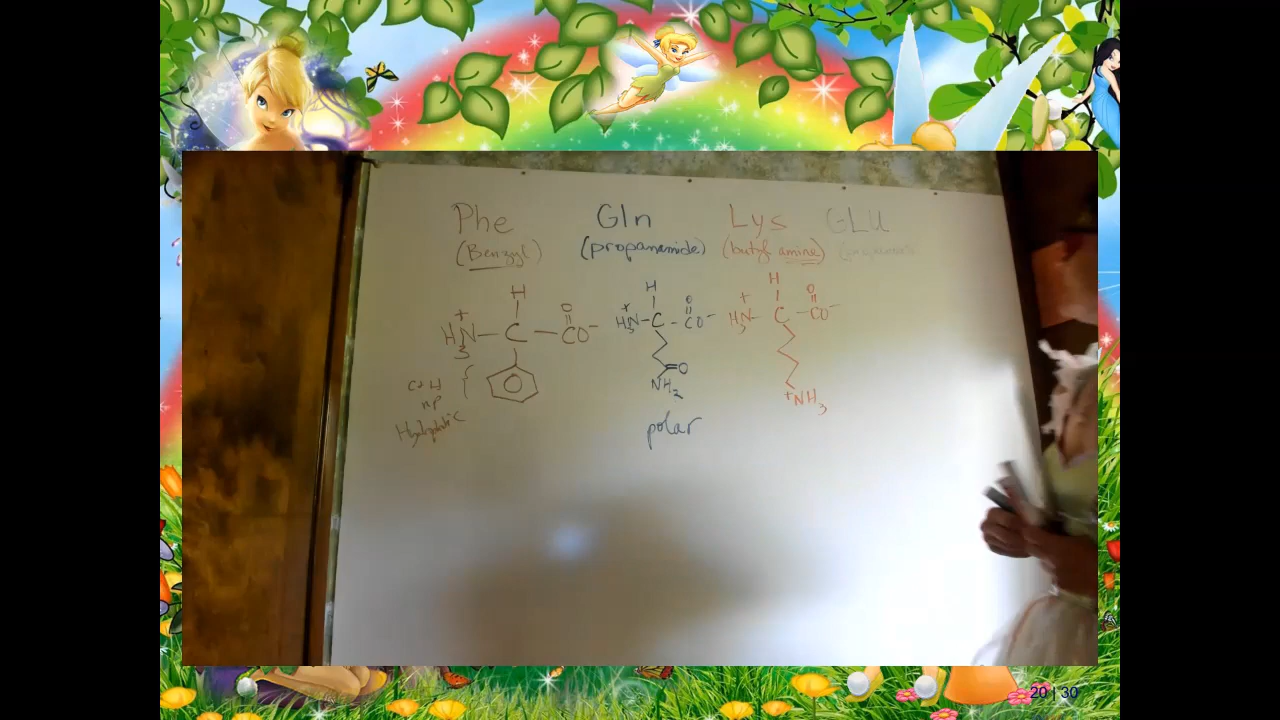 Phe Gln Lys GLU
(Benzyl) (propanamide) (butyl amine)
H H H
+ O + O + O
H₃N – C – CO⁻ H₃N – C – CO⁻ H₃N – C – CO⁻
C + H =O
np NH₂ +NH₃
polar
20 | 30